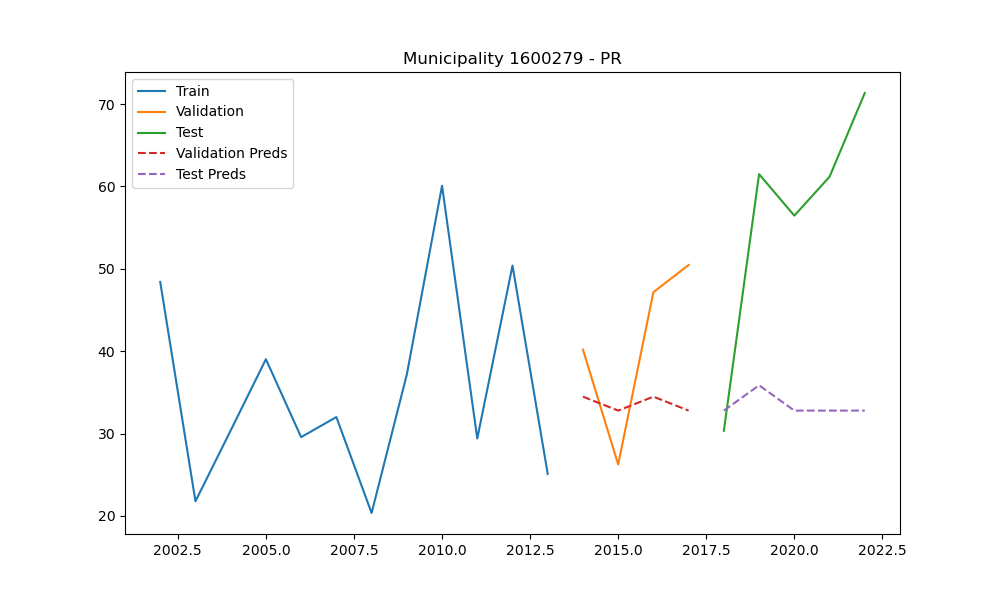 Municipality 1600279 - PR
Train
Validation
Test
Validation Preds
Test Preds
70
60
50
40
30
20
2002.5 2005.0 2007.5 2010.0 2012.5 2015.0 2017.5 2020.0 2022.5